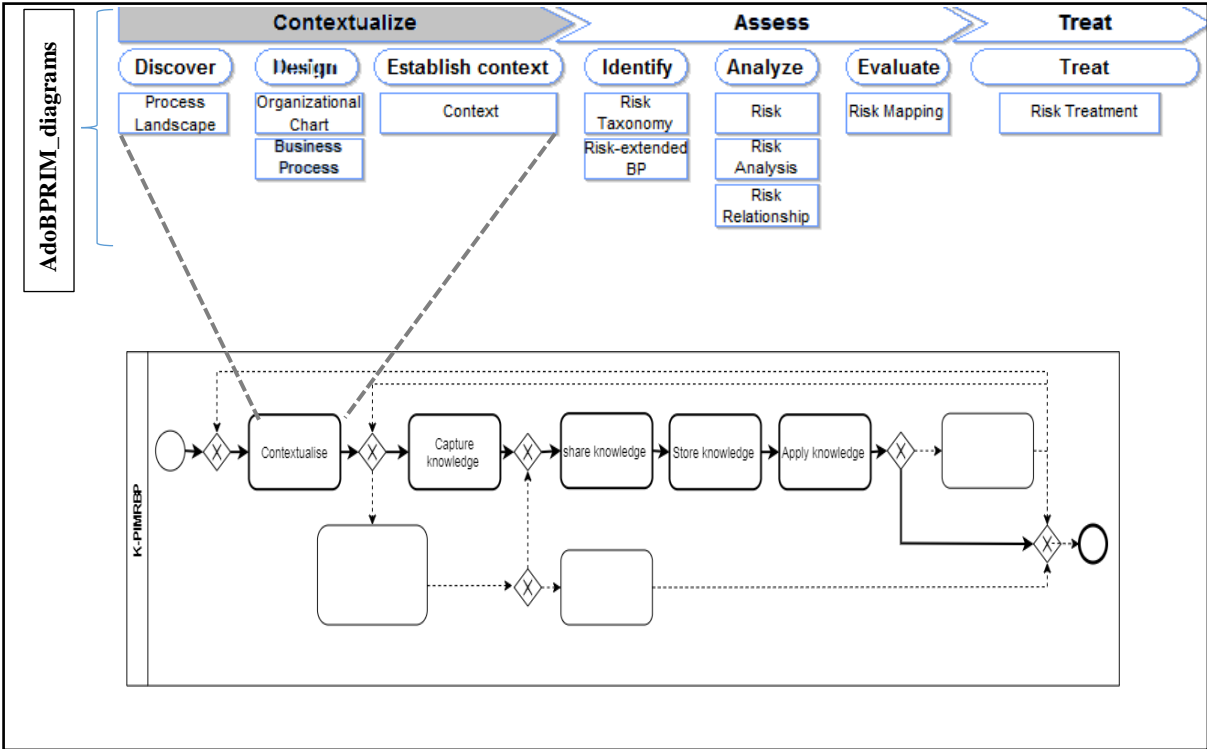 Contextualize
Assess
Treat
Discover
Design
Establish context
Identify
Analyze
Evaluate
Treat
Process
Landscape
Organizational
Chart
Business
Process
Context
Risk
Taxonomy
Risk-extended
BP
Risk
Risk
Analysis
Risk
Relationship
Risk Mapping
Risk Treatment
AdoBPRIM_diagrams
K-PIMRBP
Contextualise
Capture
knowledge
share knowledge
Store knowledge
Apply knowledge
X
X
X
X
X
X